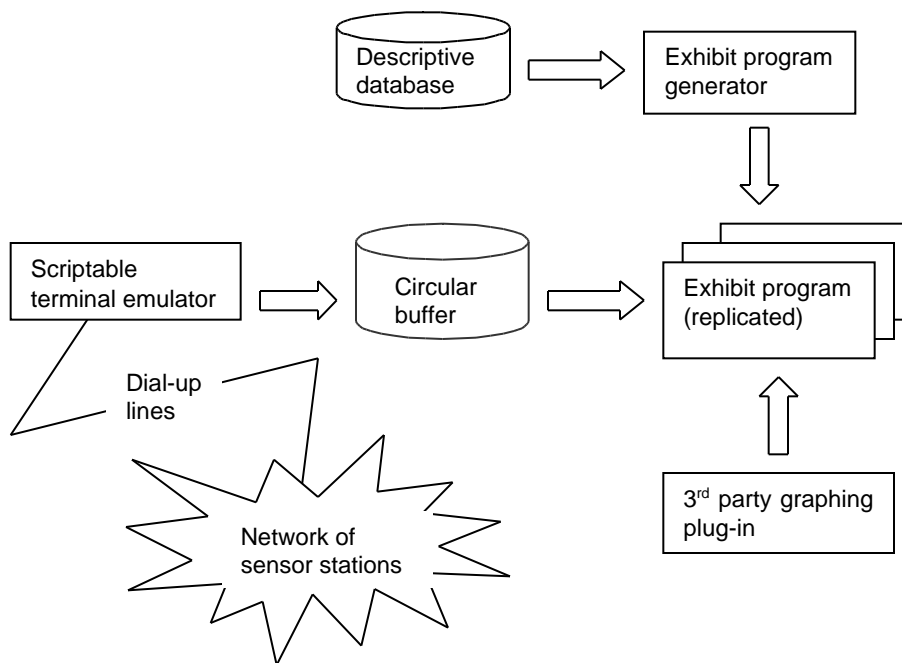 Descriptive
database
Exhibit program
generator
Scriptable
terminal emulator
Circular
buffer
Exhibit program
(replicated)
Dial-up
lines
3rd party graphing
plug-in
Network of
sensor stations